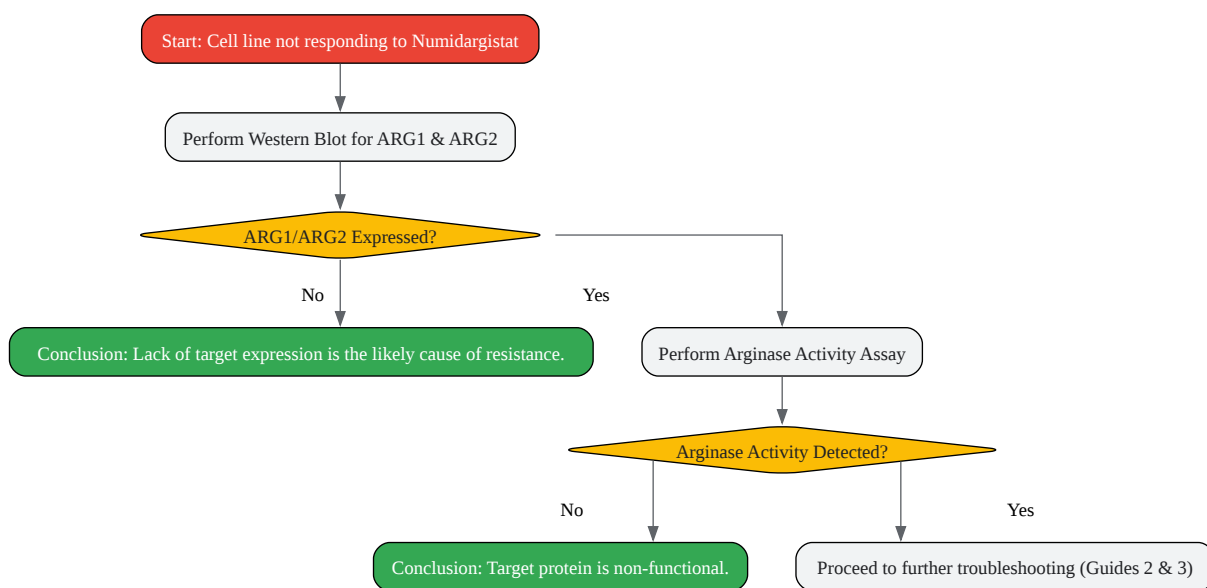 Start: Cell line not responding to Numidargistat
Perform Western Blot for ARG1 & ARG2
ARG1/ARG2 Expressed?
No
Yes
Conclusion: Lack of target expression is the likely cause of resistance.
Perform Arginase Activity Assay
Arginase Activity Detected?
No
Yes
Conclusion: Target protein is non-functional.
Proceed to further troubleshooting (Guides 2 & 3)